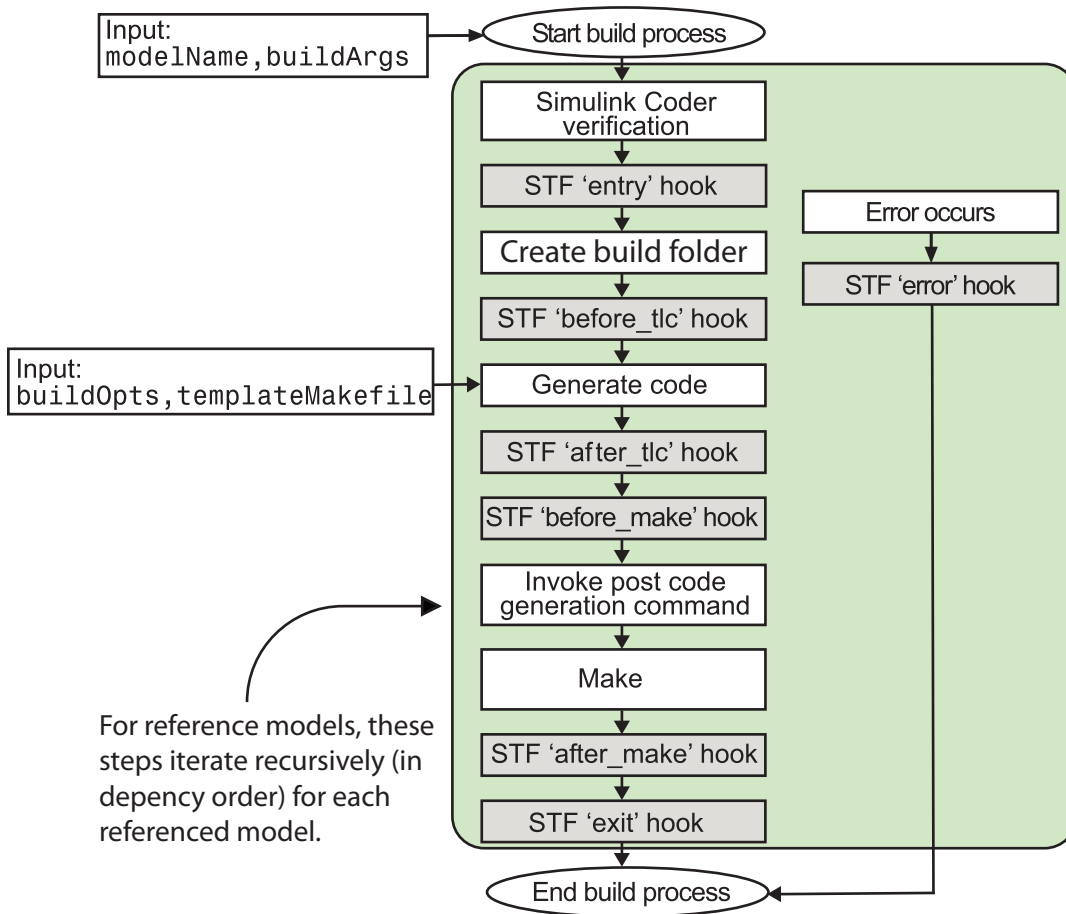 Input:
modelName,buildArgs
Start build process
Simulink Coder
verification
STF ‘entry’ hook
Create build folder
STF ‘before_tlc’ hook
Input:
buildOpts,templateMakefile
Generate code
STF ‘after_tlc’ hook
STF ‘before_make’ hook
Invoke post code
generation command
Make
STF ‘after_make’ hook
STF ‘exit’ hook
End build process
Error occurs
STF ‘error’ hook
For reference models, these
steps iterate recursively (in
depency order) for each
referenced model.